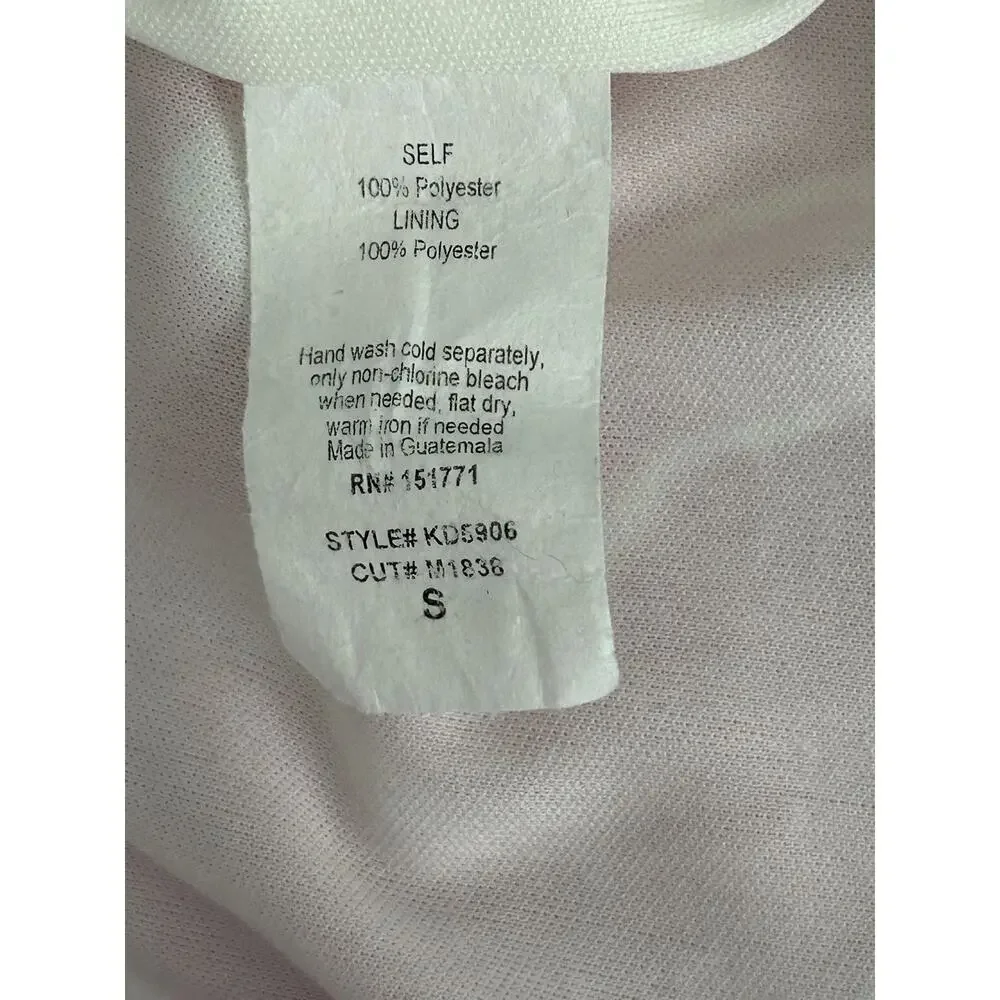 SELF
100% Polyester
LINING
100% Polyester
Hand wash cold separately,
only non-chlorine bleach
when needed, flat dry,
warm iron if needed
Made in Guatemala
RN# 151771
STYLE# KD5906
CUT# M1836
S